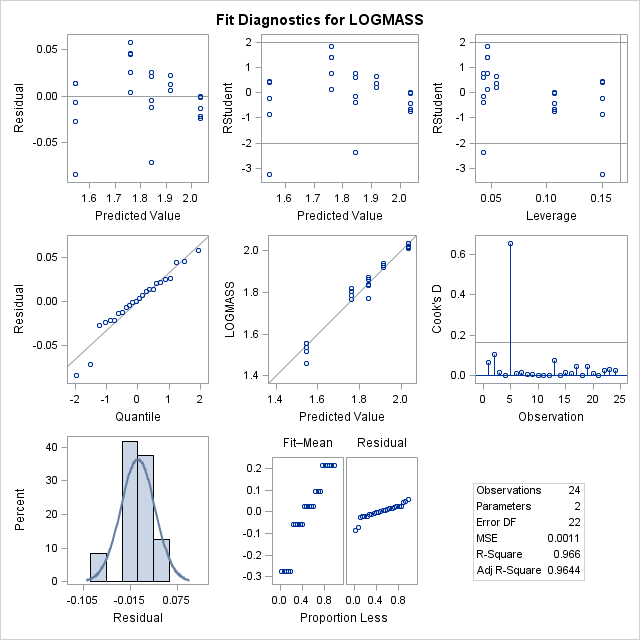 Fit Diagnostics for LOGMASS
0.05
0.00
-0.05
Residual
1.6 1.7 1.8 1.9 2.0
Predicted Value
2
1
0
-1
-2
-3
RStudent
1.6 1.7 1.8 1.9 2.0
Predicted Value
2
1
0
-1
-2
-3
RStudent
0.05 0.10 0.15
Leverage
0.05
0.00
-0.05
Residual
-2 -1 0 1 2
Quantile
2.0
1.8
1.6
1.4
LOGMASS
1.4 1.6 1.8 2.0
Predicted Value
0.6
0.4
0.2
0.0
Cook's D
0 5 10 15 20 25
Observation
40
30
20
10
0
Percent
-0.105 -0.015 0.075
Residual
Fit–Mean Residual
0.2
0.1
0.0
-0.1
-0.2
-0.3
0.0 0.4 0.8 0.0 0.4 0.8
Proportion Less
Observations 24
Parameters 2
Error DF 22
MSE 0.0011
R-Square 0.966
Adj R-Square 0.9644